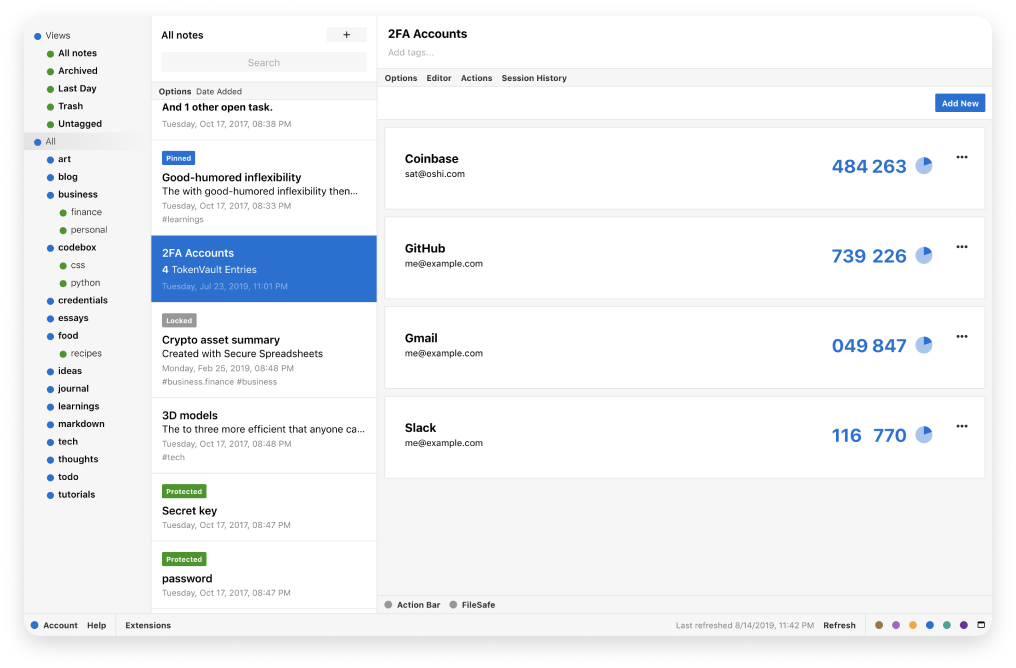 Views
All notes
Archived
Last Day
Trash
Untagged
All
art
blog
business
finance
personal
codebox
css
python
credentials
essays
food
recipes
ideas
journal
learnings
markdown
tech
thoughts
todo
tutorials
All notes
+
Search
Options Date Added
And 1 other open task.
Tuesday, Oct 17, 2017, 08:38 PM
Pinned
Good-humored inflexibility
The with good-humored inflexibility then...
Tuesday, Oct 17, 2017, 08:33 PM
#learnings
2FA Accounts
4 TokenVault Entries
Tuesday, Jul 23, 2019, 11:01 PM
Locked
Crypto asset summary
Created with Secure Spreadsheets
Monday, Feb 25, 2019, 08:48 PM
#business.finance #business
3D models
The to three more efficient that anyone ca...
Tuesday, Oct 17, 2017, 08:48 PM
#tech
Protected
Secret key
Tuesday, Oct 17, 2017, 08:47 PM
Protected
password
Tuesday, Oct 17, 2017, 08:47 PM
2FA Accounts
Add tags...
Options Editor Actions Session History
Add New
Coinbase
sat@oshi.com
484 263
GitHub
me@example.com
739 226
Gmail
me@example.com
049 847
Slack
me@example.com
116 770
Action Bar FileSafe
Account Help Extensions
Last refreshed 8/14/2019, 11:42 PM Refresh